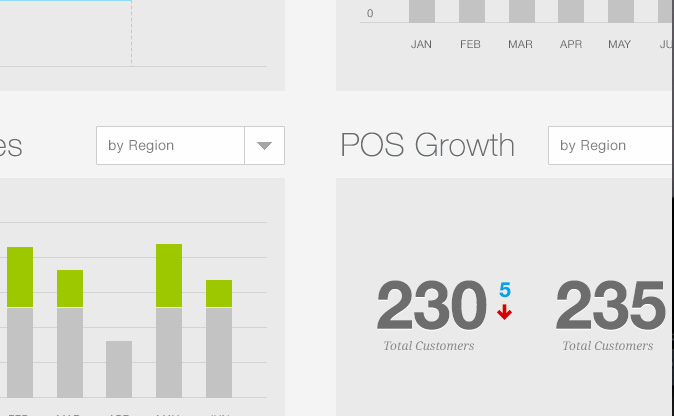 0
JAN FEB MAR APR MAY
es
by Region
POS Growth
by Region
230
5
Total Customers
235
Total Customers